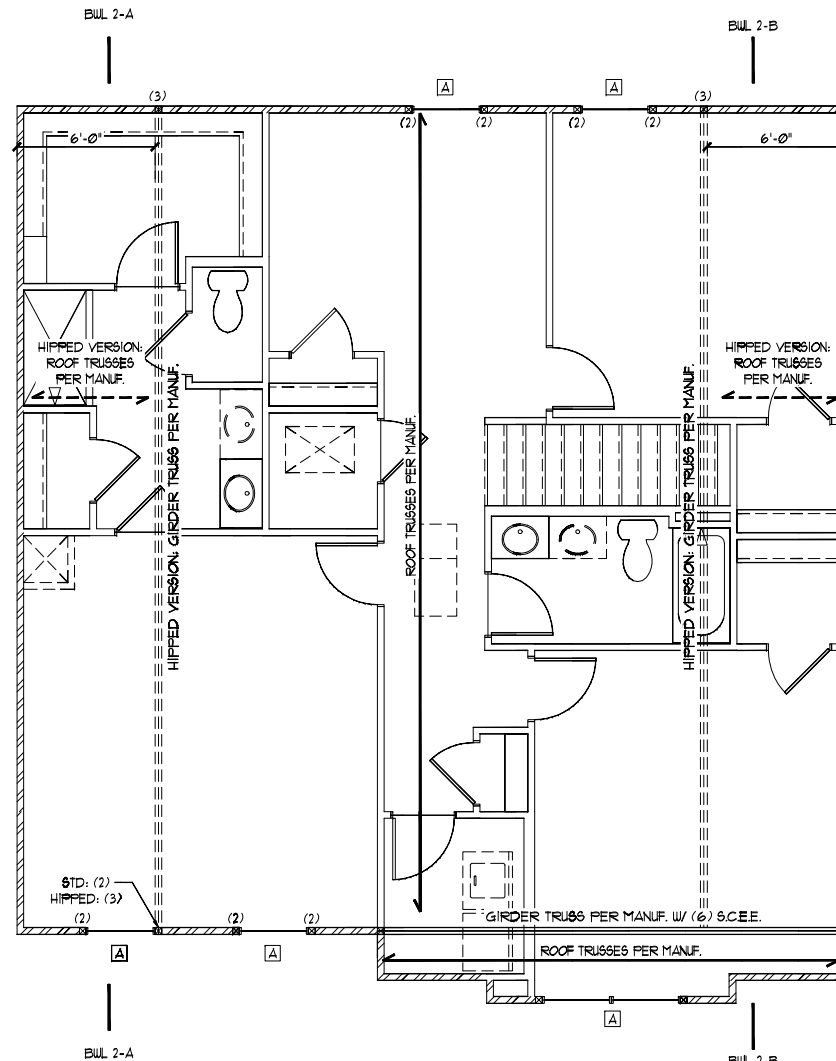 BWL 2-A
BWL 2-B
A
A
(3)
(3)
(2)
(2)
(2)
(2)
6'-0"
6'-0"
HIPPED VERSION:
ROOF TRUSSES
PER MANUF.
HIPPED VERSION:
ROOF TRUSSES
PER MANUF.
HIPPED VERSION: GIRDER TRUSS PER MANUF.
ROOF TRUSSES PER MANUF.
HIPPED VERSION: GIRDER TRUSS PER MANUF.
STD: (2)
HIPPED: (3)
(2)
(2)
(2)
GIRDER TRUSS PER MANUF. W/ (6) S.C.E.E.
A
A
ROOF TRUSSES PER MANUF.
A
BWL 2-A
BWL 2-B